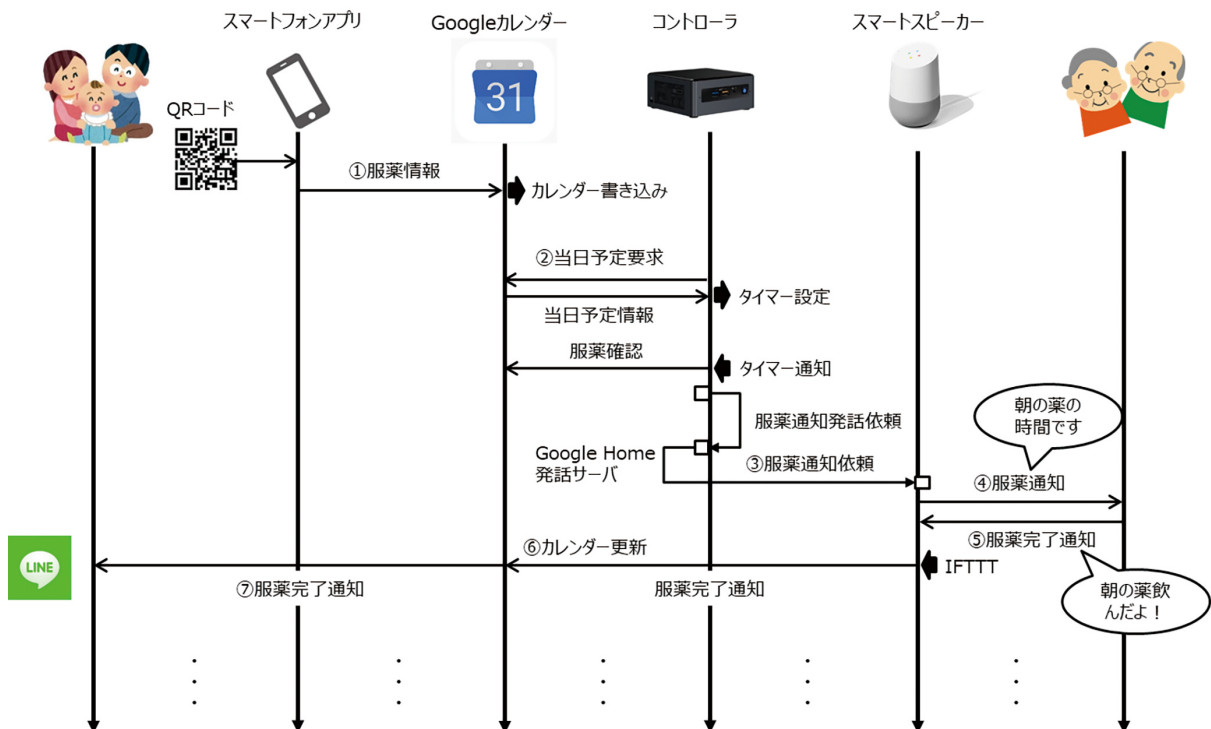 スマートフォンアプリ
Googleカレンダー
コントローラ
スマートスピーカー
31
QRコード
①服薬情報
カレンダー書き込み
②当日予定要求
タイマー設定
当日予定情報
服薬確認
タイマー通知
服薬通知発話依頼
朝の薬の
時間です
Google Home
発話サーバ
③服薬通知依頼
④服薬通知
⑤服薬完了通知
⑥カレンダー更新
IFTTT
LINE
⑦服薬完了通知
服薬完了通知
朝の薬飲
んだよ!